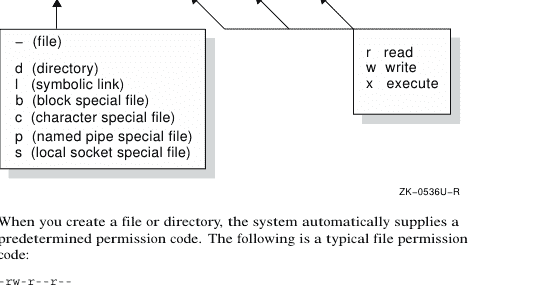 – (file)
d (directory)
l (symbolic link)
b (block special file)
c (character special file)
p (named pipe special file)
s (local socket special file)
r read
w write
x execute
ZK–0536U–R
When you create a file or directory, the system automatically supplies a
predetermined permission code. The following is a typical file permission
code:
-rw-r--r--